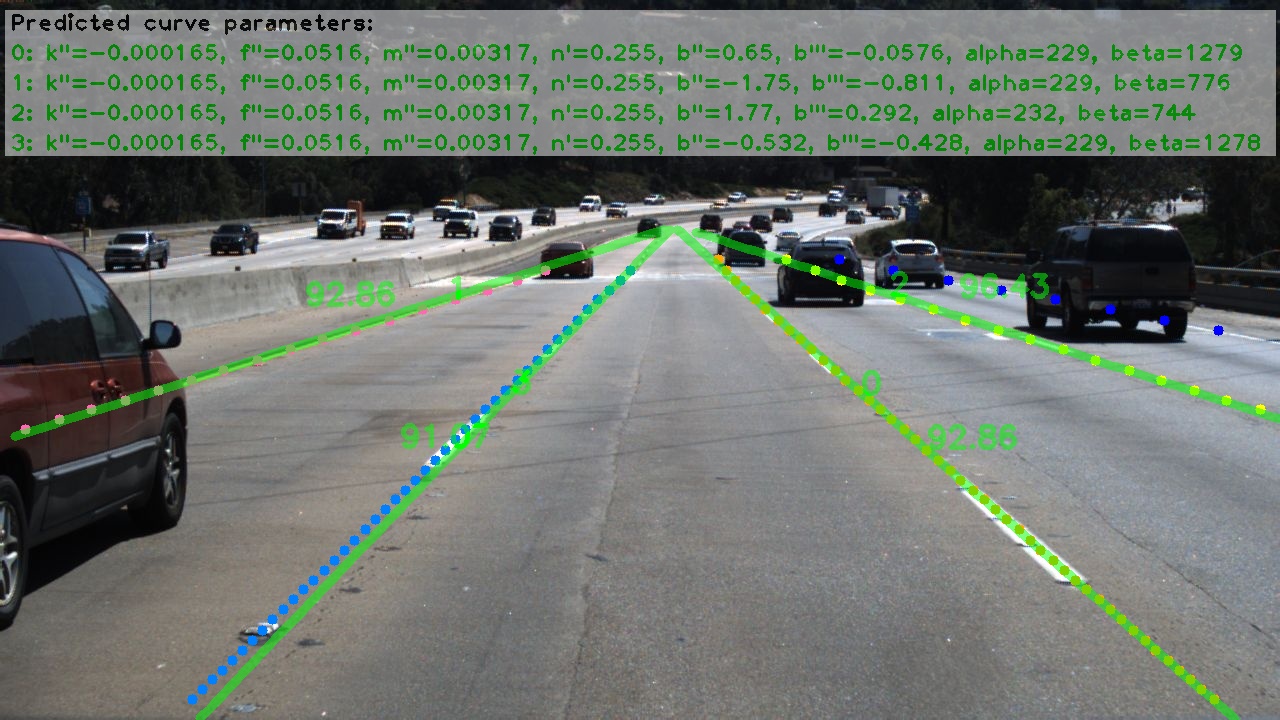 Predicted curve parameters:
0: k''=-0.000165, f''=0.0516, m''=0.00317, n'=0.255, b''=0.65, b'''=-0.0576, alpha=229, beta=1279
1: k''=-0.000165, f''=0.0516, m''=0.00317, n'=0.255, b''=-1.75, b'''=-0.811, alpha=229, beta=776
2: k''=-0.000165, f''=0.0516, m''=0.00317, n'=0.255, b''=1.77, b'''=0.292, alpha=232, beta=744
3: k''=-0.000165, f''=0.0516, m''=0.00317, n'=0.255, b''=-0.532, b'''=-0.428, alpha=229, beta=1278
92.86 1
2 96.43
3 0
92.86